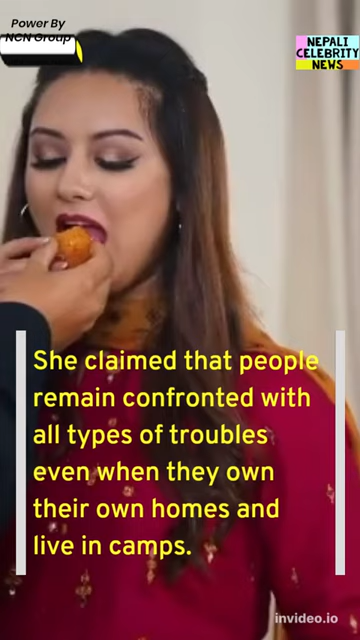 Power By
NCN Group
NEPALI
CELEBRITY
NEWS
She claimed that people
remain confronted with
all types of troubles
even when they own
their own homes and
live in camps.
invideo.io